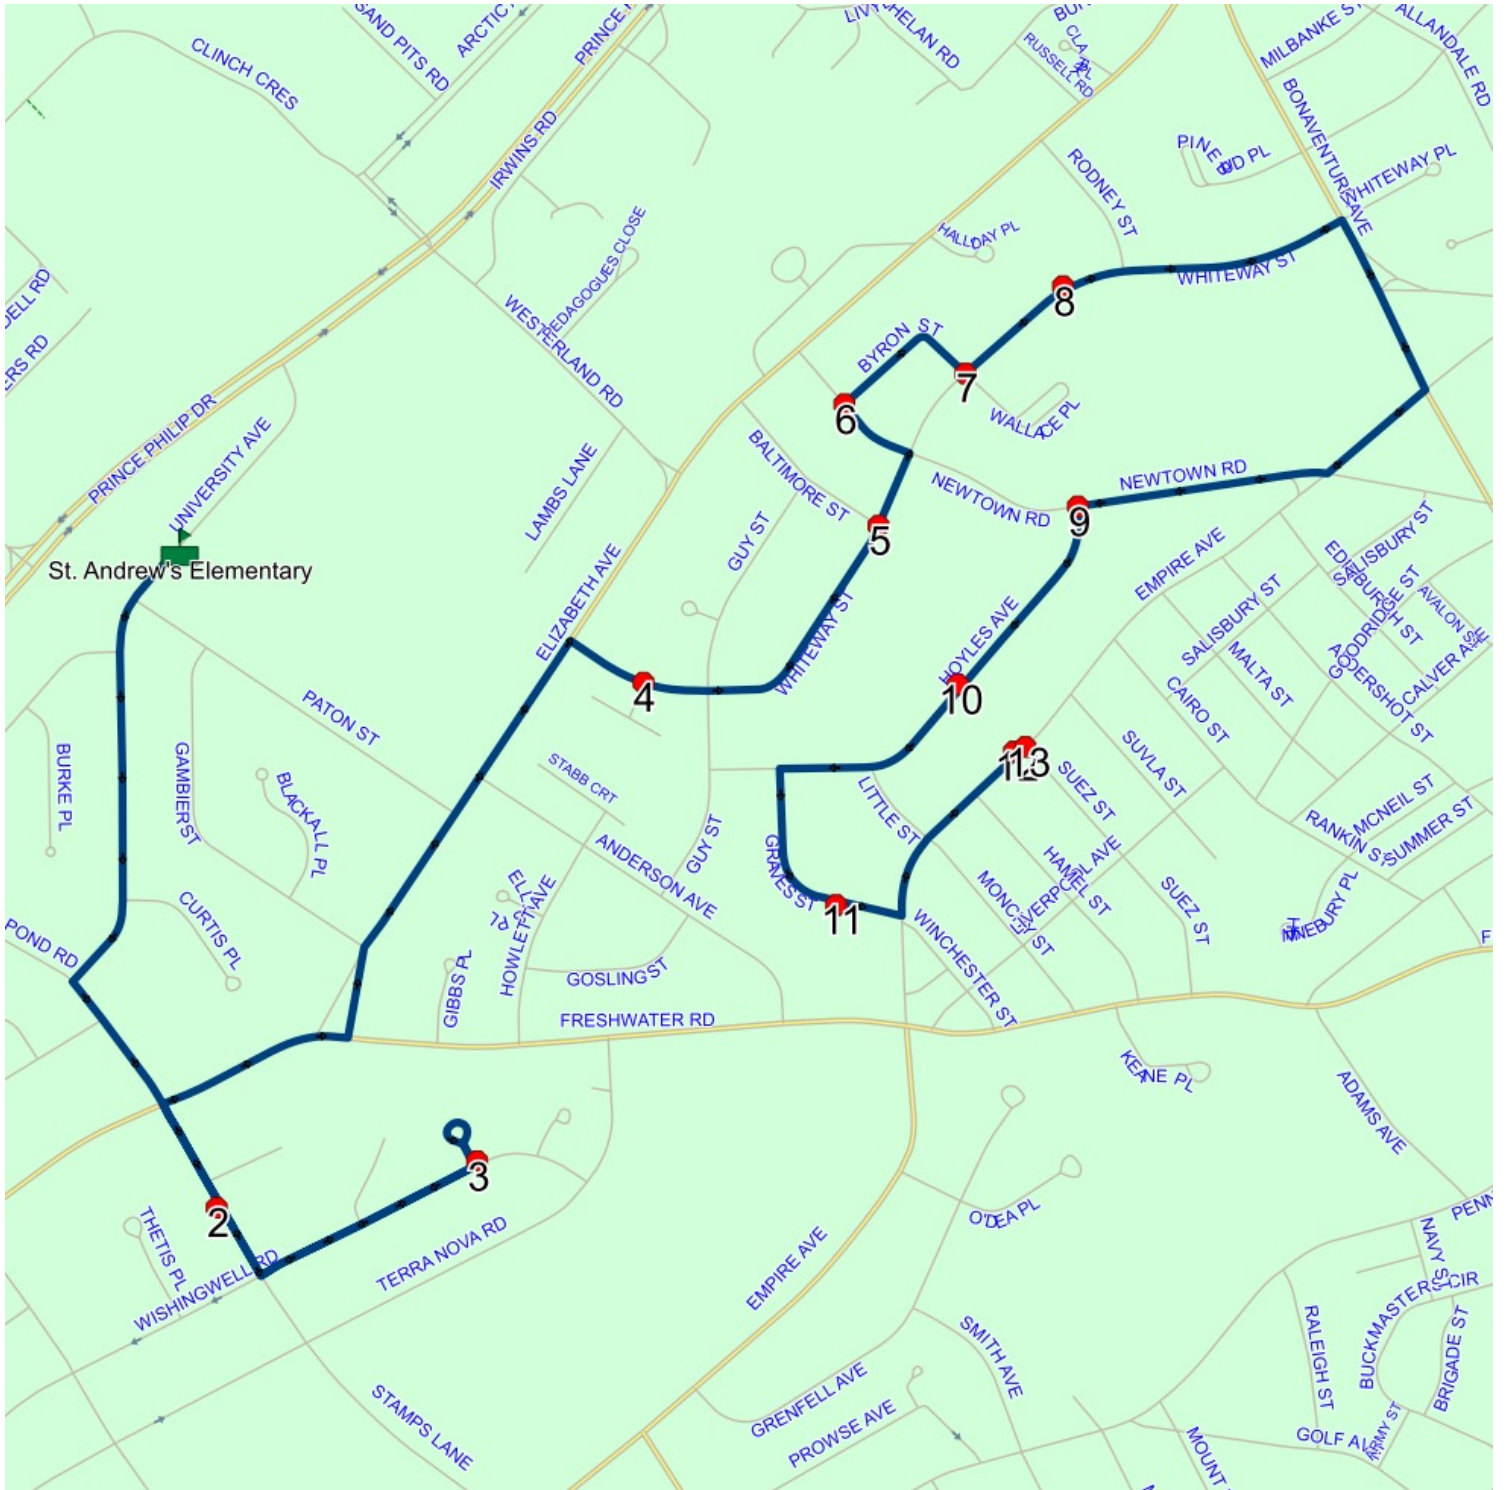 CLINCH CRES
SAND PITS RD
IRWINS RD
RUSSELL RD
MILBANKE ST
ALLANDALE RD
BONAVENTURE AVE
WHITEWAY PL
RODNEY ST
PEDAGOGUES CLOSE
HALLIDAY PL
WESTERLAND RD
WHITEWAY ST
8
BYRON ST
7
6
WALLACE PL
PRINCE PHILIP DR
UNIVERSITY AVE
LAMBS LANE
BALTIMORE ST
NEWTOWN RD
NEWTOWN RD
9
5
GUY ST
St. Andrew's Elementary
ELIZABETH AVE
EMPIRE AVE
SALISBURY ST
EDINBURGH ST
GOODRIDGE ST
SALISBURY ST
HOYLES AVE
WHITEWAY ST
MALTA ST
ALDERSHOT ST
CALVER AVE
4
10
PATON ST
CAIRO ST
SUVLA ST
13
SUEZ ST
BURKE PL
GAMBIER ST
BLACKALL PL
STABB CRT
LITTLE ST
MCNEIL ST
RANKIN ST
SUMMER ST
ANDERSON AVE
GUY ST
GRAVES ST
11
MONCHY ST
LIVERPOOL AVE
HAMEL ST
SUEZ ST
POND RD
CURTIS PL
HOWLETT AVE
GIBBS PL
GOSLING ST
WINCHESTER ST
FRESHWATER RD
KEANE PL
ADAMS AVE
3
2
THETIS PL
WISHINGWELL RD
TERRA NOVA RD
O'DEA PL
EMPIRE AVE
NAVY ST
BUCKMASTERS CIR
RALEIGH ST
BRIGADE ST
SMITH AVE
STAMPS LANE
GRENFELL AVE
PROWSE AVE
GOLF AV
ARMY ST
MOUNT